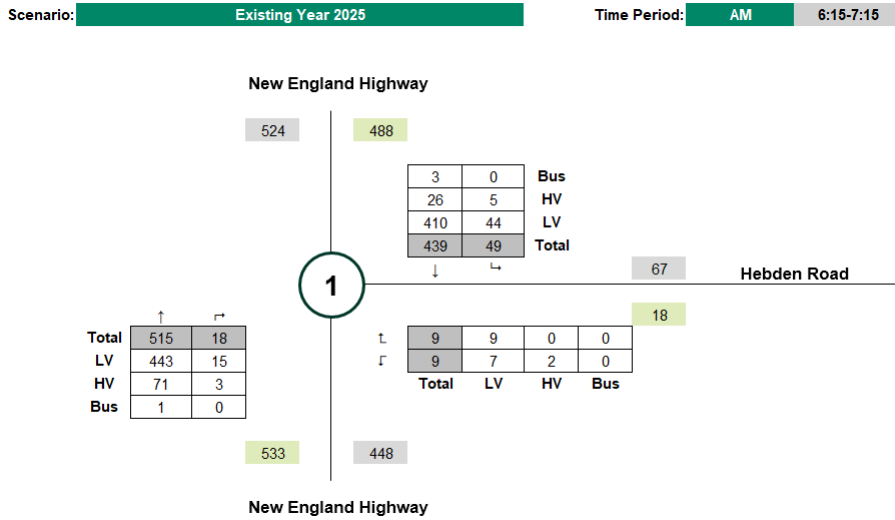 Scenario: Existing Year 2025 Time Period: AM 6:15-7:15
New England Highway
524 488
3 0 Bus
26 5 HV
410 44 LV
439 49 Total
↓ ↳
67 Hebden Road
1
18
↑ ↱
Total 515 18
LV 443 15
HV 71 3
Bus 1 0
↰ 9 9 0 0
↱ 9 7 2 0
Total LV HV Bus
533 448
New England Highway